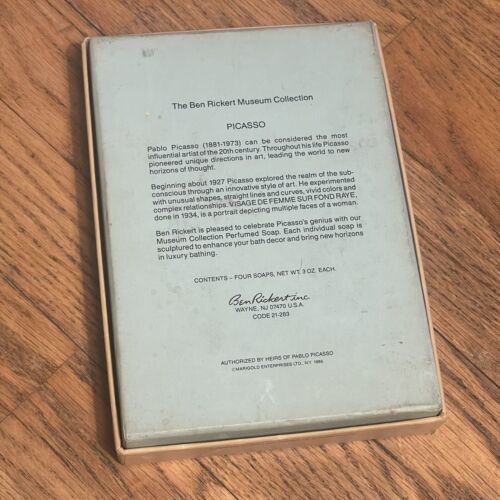 The Ben Rickert Museum Collection
PICASSO
Pablo Picasso (1881-1973) can be considered the most
influential artist of the 20th century. Throughout his life Picasso
pioneered unique directions in art, leading the world to new
horizons of thought.
Beginning about 1927 Picasso explored the realm of the sub-
conscious through an innovative style of art. He experimented
with unusual shapes, straight lines and curves, vivid colors and
complex relationships. VISAGE DE FEMME SUR FOND RAYE,
done in 1934, is a portrait depicting multiple faces of a woman.
Ben Rickert is pleased to celebrate Picasso's genius with our
Museum Collection Perfumed Soap. Each individual soap is
sculptured to enhance your bath decor and bring new horizons
in luxury bathing.
CONTENTS – FOUR SOAPS, NET WT. 3 OZ. EACH.
Ben Rickert inc.
WAYNE, NJ 07470 U.S.A.
CODE 21-283
AUTHORIZED BY HEIRS OF PABLO PICASSO
© MARIGOLD ENTERPRISES LTD., N.Y.